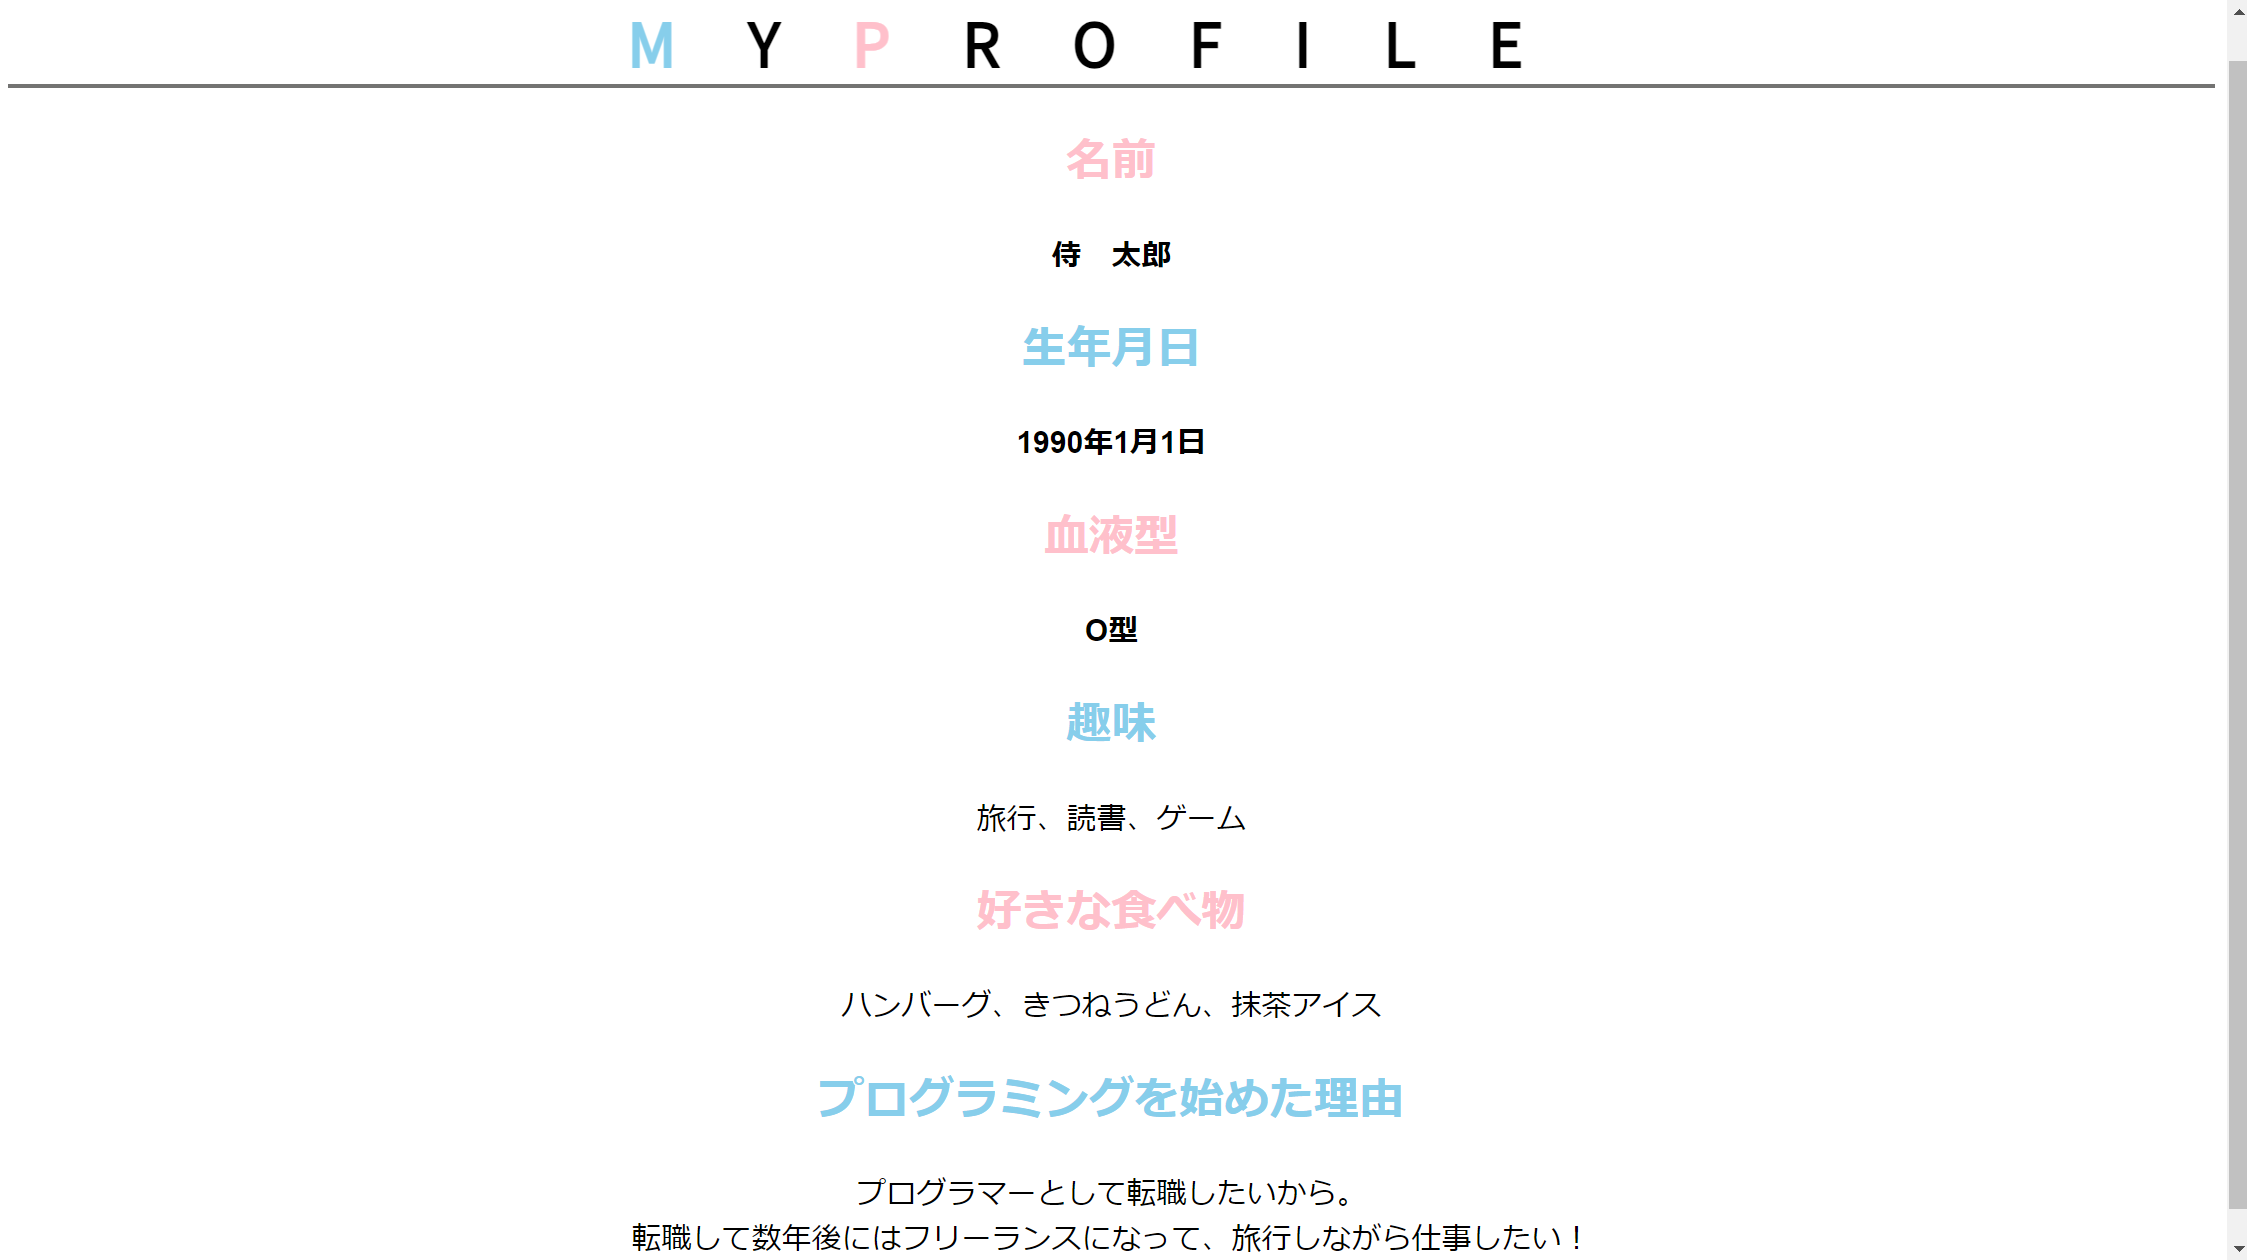 MYPROFILE
名前
侍　太郎
生年月日
1990年1月1日
血液型
O型
趣味
旅行、読書、ゲーム
好きな食べ物
ハンバーグ、きつねうどん、抹茶アイス
プログラミングを始めた理由
プログラマーとして転職したいから。
転職して数年後にはフリーランスになって、旅行しながら仕事したい！